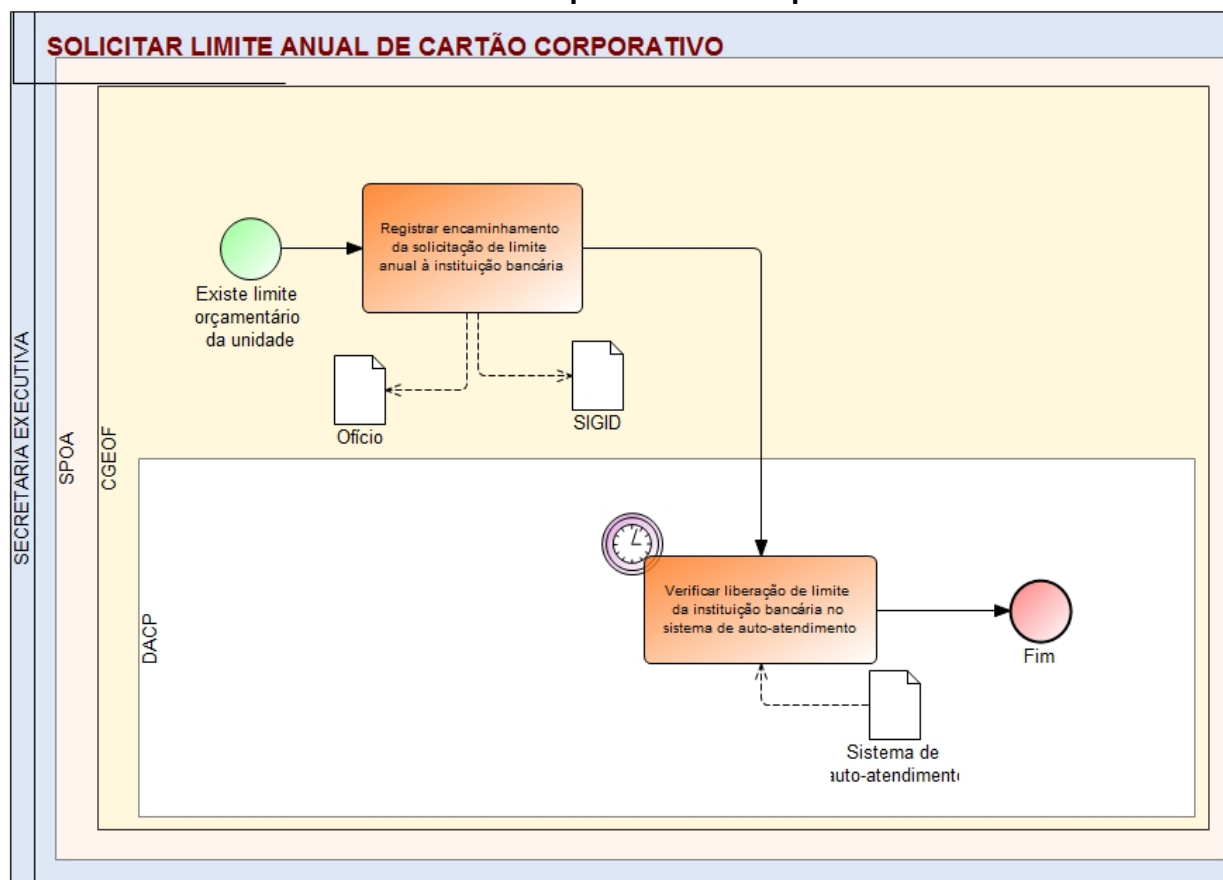 SOLICITAR LIMITE ANUAL DE CARTÃO CORPORATIVO
SECRETARIA EXECUTIVA
SPOA
CGEOF
Registrar encaminhamento
da solicitação de limite
anual à instituição bancária
Existe limite
orçamentário
da unidade
Ofício
SIGID
DACP
Verificar liberação de limite
da instituição bancária no
sistema de auto-atendimento
Fim
Sistema de